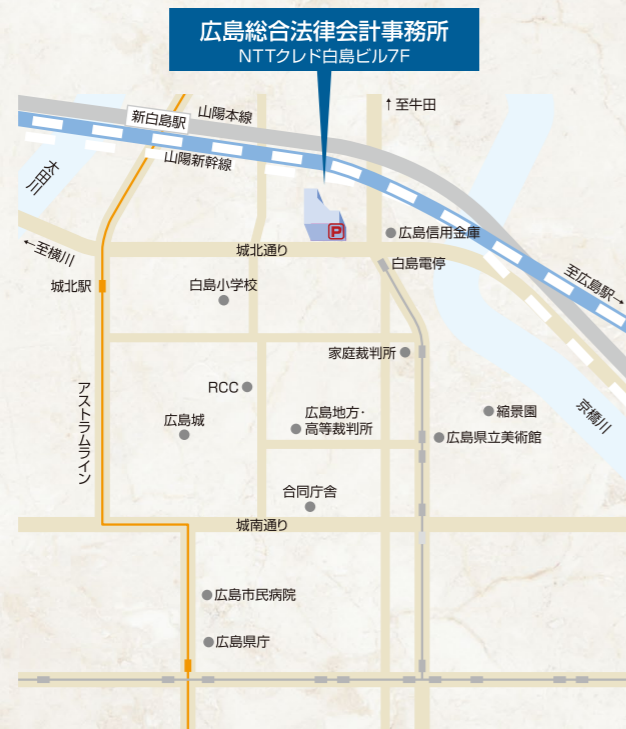 広島総合法律会計事務所
NTTクレド白島ビル7F
↑至牛田
新白島駅
山陽本線
山陽新幹線
太田川
P
広島信用金庫
←至横川
城北通り
白島電停
至広島駅→
城北駅
白島小学校
家庭裁判所
アストラムライン
RCC
広島城
広島地方・
高等裁判所
縮景園
京橋川
広島県立美術館
合同庁舎
城南通り
広島市民病院
広島県庁